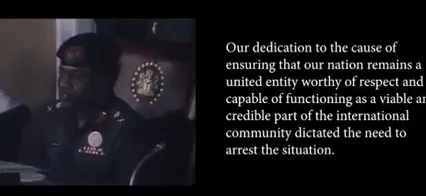 Our dedication to the cause of
ensuring that our nation remains a
united entity worthy of respect and
capable of functioning as a viable an
credible part of the international
community dictated the need to
arrest the situation.